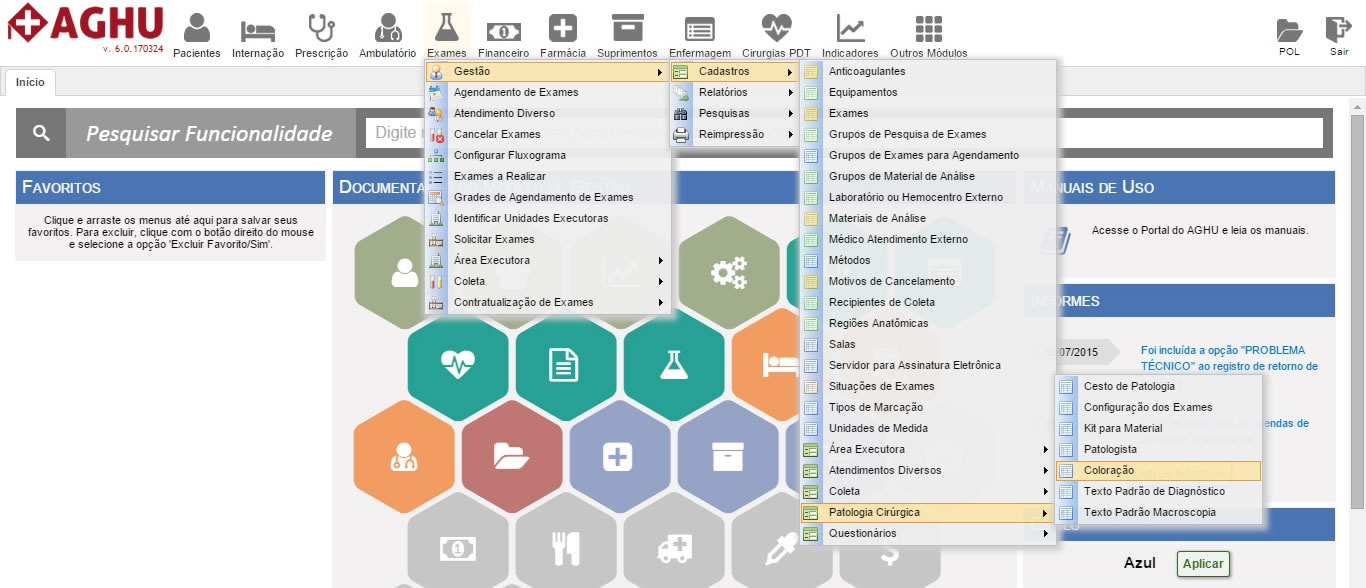 AGHU
v. 6.0.170324
Pacientes
Internação
Prescrição
Ambulatório
Exames
Financeiro
Farmácia
Suprimentos
Enfermagem
Cirurgias PDT
Indicadores
Outros Módulos
POL
Sair
Início
Pesquisar Funcionalidade
Digite
FAVORITOS
Clique e arraste os menus até aqui para salvar seus
favoritos. Para excluir, clique com o botão direito do mouse
e selecione a opção 'Excluir Favorito/Sim'.
DOCUMENTA
Gestão
Agendamento de Exames
Atendimento Diverso
Cancelar Exames
Configurar Fluxograma
Exames a Realizar
Grades de Agendamento de Exames
Identificar Unidades Executoras
Solicitar Exames
Área Executora
Coleta
Contratualização de Exames
Cadastros
Relatórios
Pesquisas
Reimpressão
Anticoagulantes
Equipamentos
Exames
Grupos de Pesquisa de Exames
Grupos de Exames para Agendamento
Grupos de Material de Análise
Laboratório ou Hemocentro Externo
Materiais de Análise
Médico Atendimento Externo
Métodos
Motivos de Cancelamento
Recipientes de Coleta
Regiões Anatômicas
Salas
Servidor para Assinatura Eletrônica
Situações de Exames
Tipos de Marcação
Unidades de Medida
Área Executora
Atendimentos Diversos
Coleta
Patologia Cirúrgica
Questionários
Cesto de Patologia
Configuração dos Exames
Kit para Material
Patologista
Coloração
Texto Padrão de Diagnóstico
Texto Padrão Macroscopia
MANUAIS DE USO
Acesse o Portal do AGHU e leia os manuais.
INFORMES
/07/2015
Foi incluída a opção "PROBLEMA
TÉCNICO" ao registro de retorno de
Azul
Aplicar